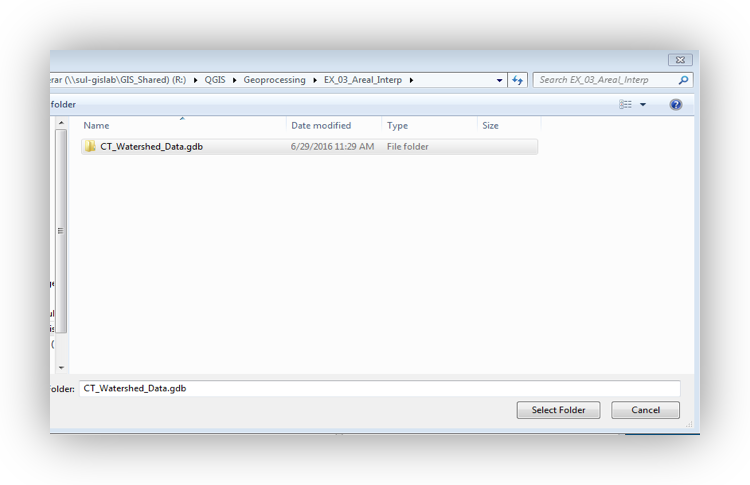 erar (\\sul-gislab\GIS_Shared) (R:) QGIS Geoprocessing EX_03_Areal_Interp Search EX_03_Areal_Interp
folder
Name Date modified Type Size
CT_Watershed_Data.gdb 6/29/2016 11:29 AM File folder
older: CT_Watershed_Data.gdb
Select Folder Cancel